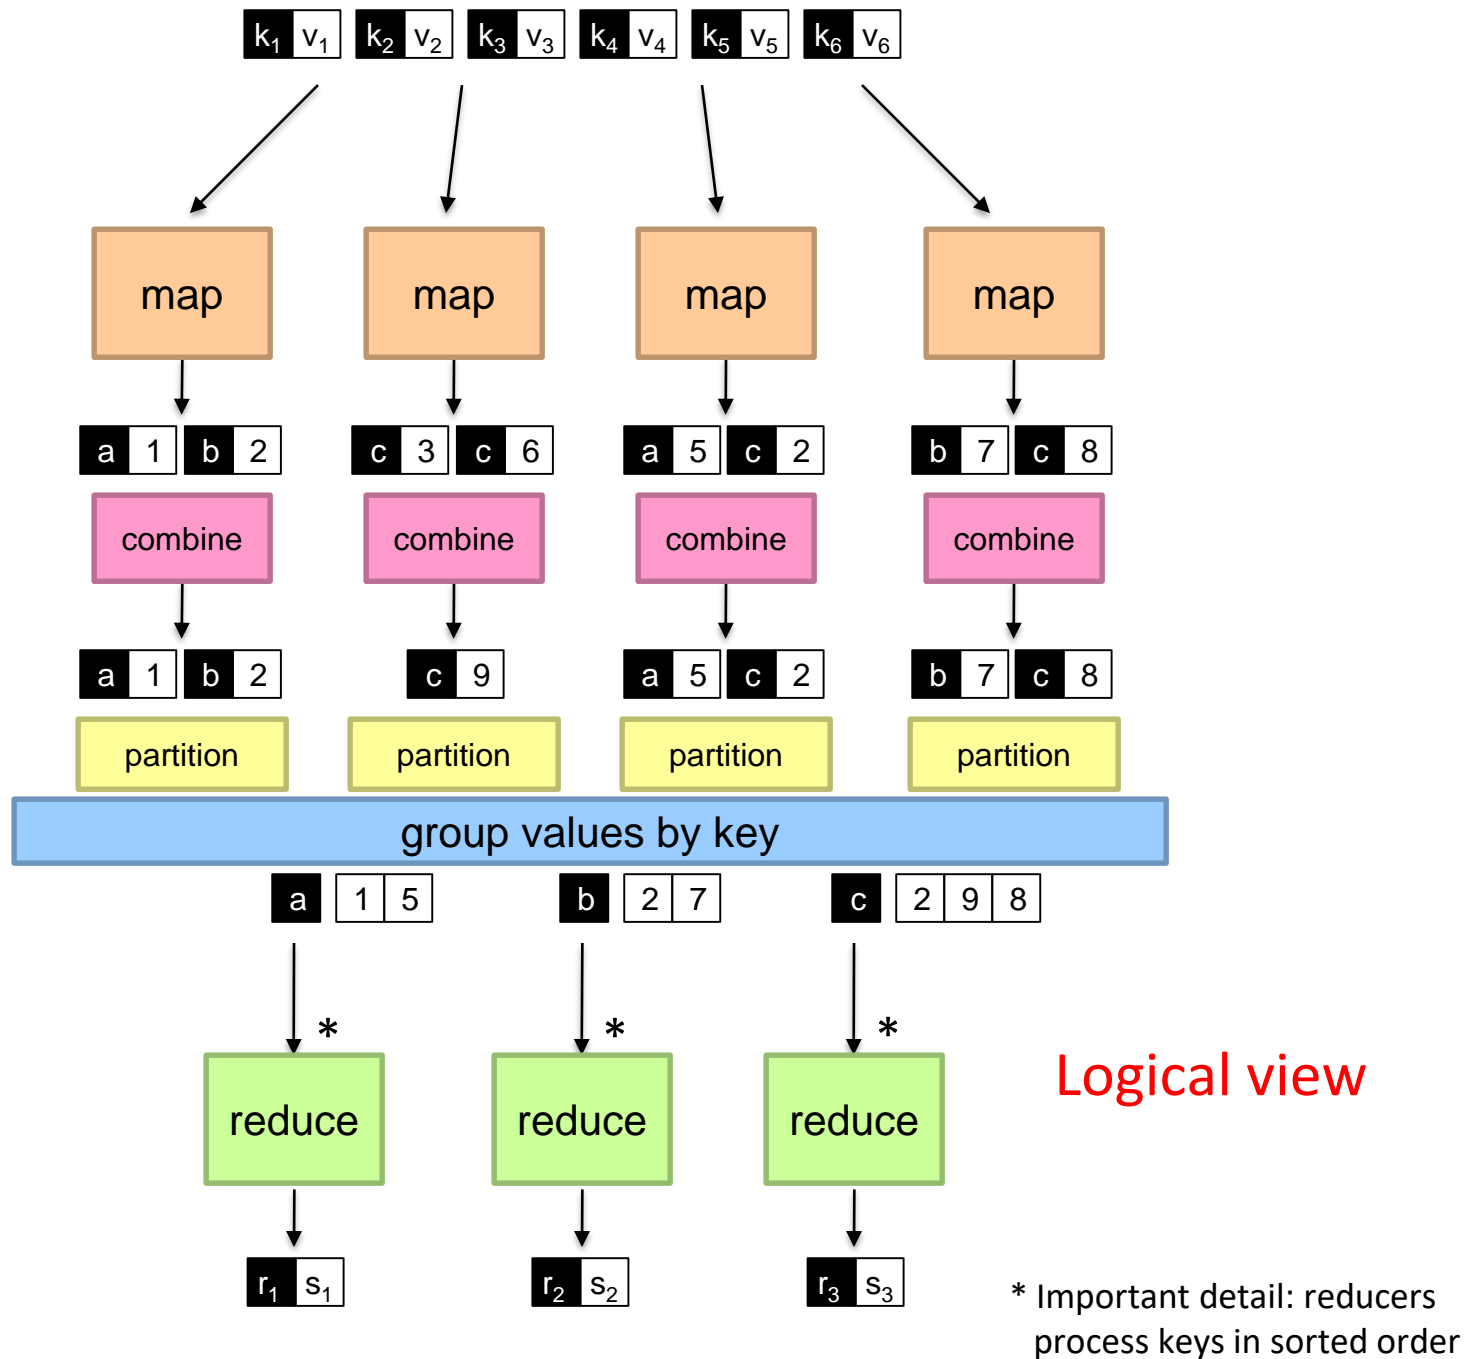 k₁ v₁ k₂ v₂ k₃ v₃ k₄ v₄ k₅ v₅ k₆ v₆
map map map map
a 1 b 2 c 3 c 6 a 5 c 2 b 7 c 8
combine combine combine combine
a 1 b 2 c 9 a 5 c 2 b 7 c 8
partition partition partition partition
group values by key
a 1 5 b 2 7 c 2 9 8
* * *
reduce reduce reduce
Logical view
r₁ s₁ r₂ s₂ r₃ s₃
* Important detail: reducers
process keys in sorted order